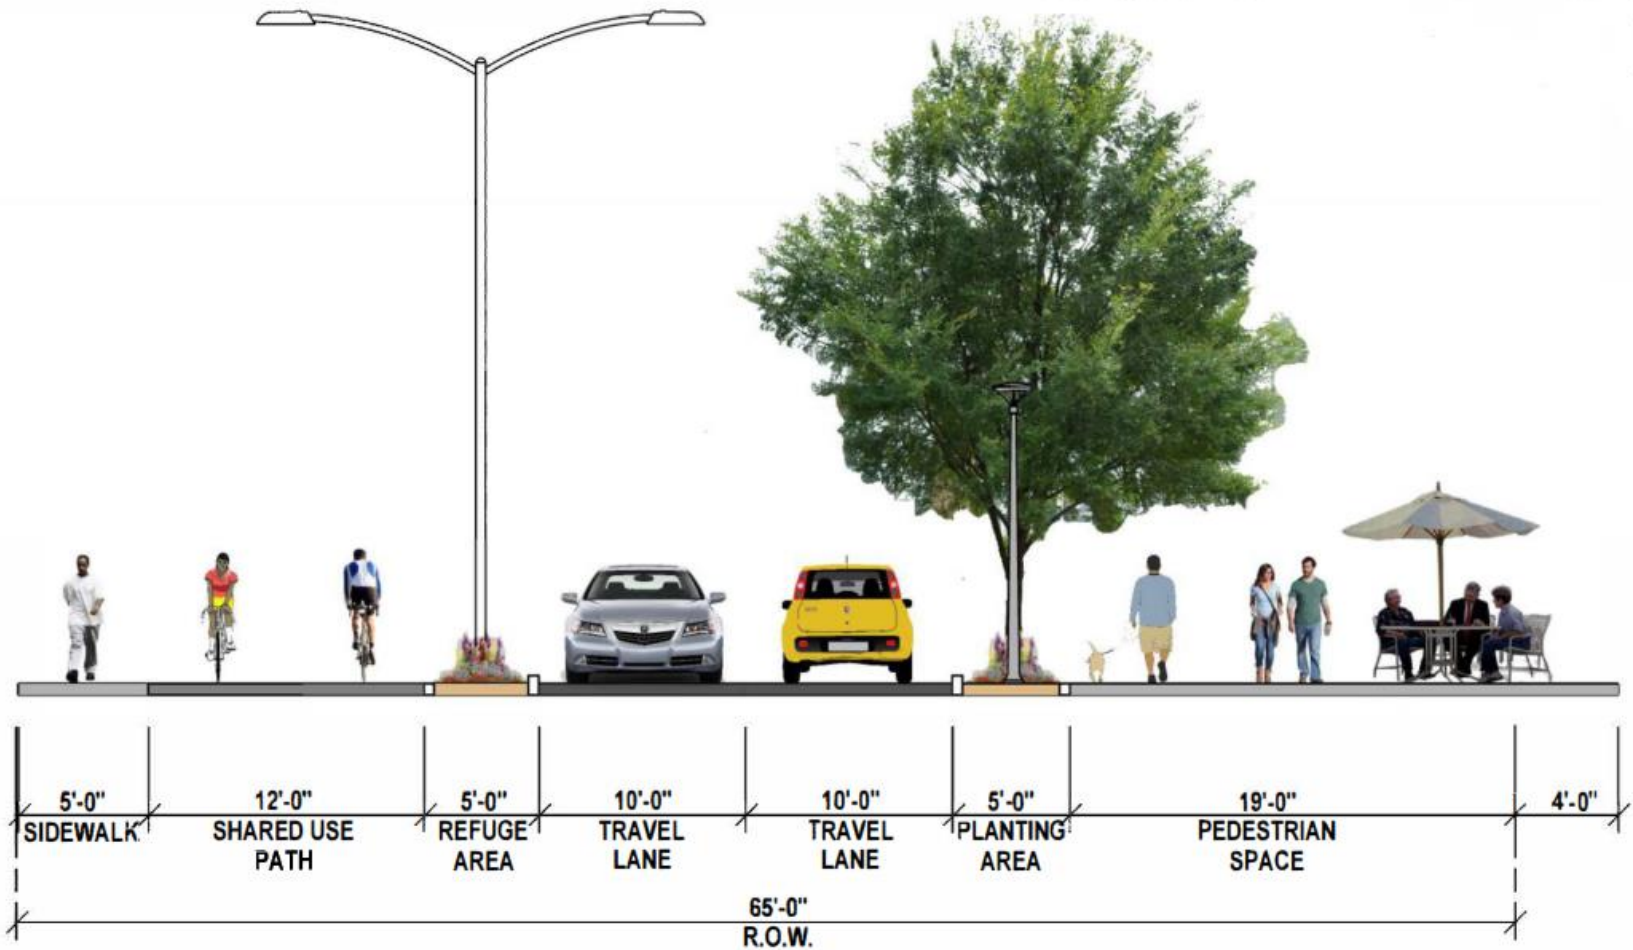 5'-0" 12'-0" 5'-0" 10'-0" 10'-0" 5'-0" 19'-0" 4'-0"
SIDEWALK SHARED USE REFUGE TRAVEL TRAVEL PLANTING PEDESTRIAN
PATH AREA LANE LANE AREA SPACE
65'-0"
R.O.W.